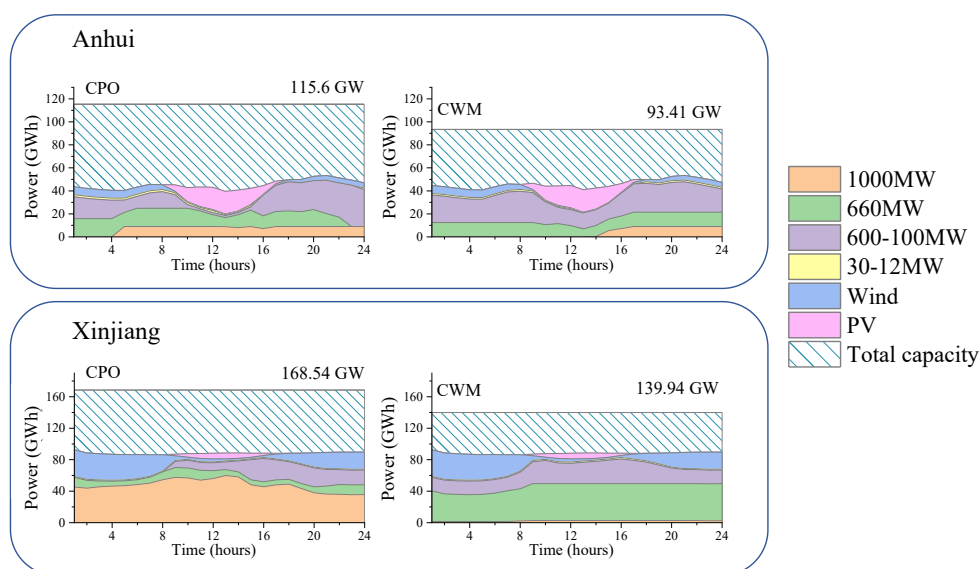 Anhui
CPO
115.6 GW
Power (GWh)
120
100
80
60
40
20
0
4
8
12
16
20
24
Time (hours)
CWM
93.41 GW
Power (GWh)
120
100
80
60
40
20
0
4
8
12
16
20
24
Time (hours)
Xinjiang
CPO
168.54 GW
Power (GWh)
160
120
80
40
0
4
8
12
16
20
24
Time (hours)
CWM
139.94 GW
Power (GWh)
160
120
80
40
0
4
8
12
16
20
24
Time (hours)
1000MW
660MW
600-100MW
30-12MW
Wind
PV
Total capacity